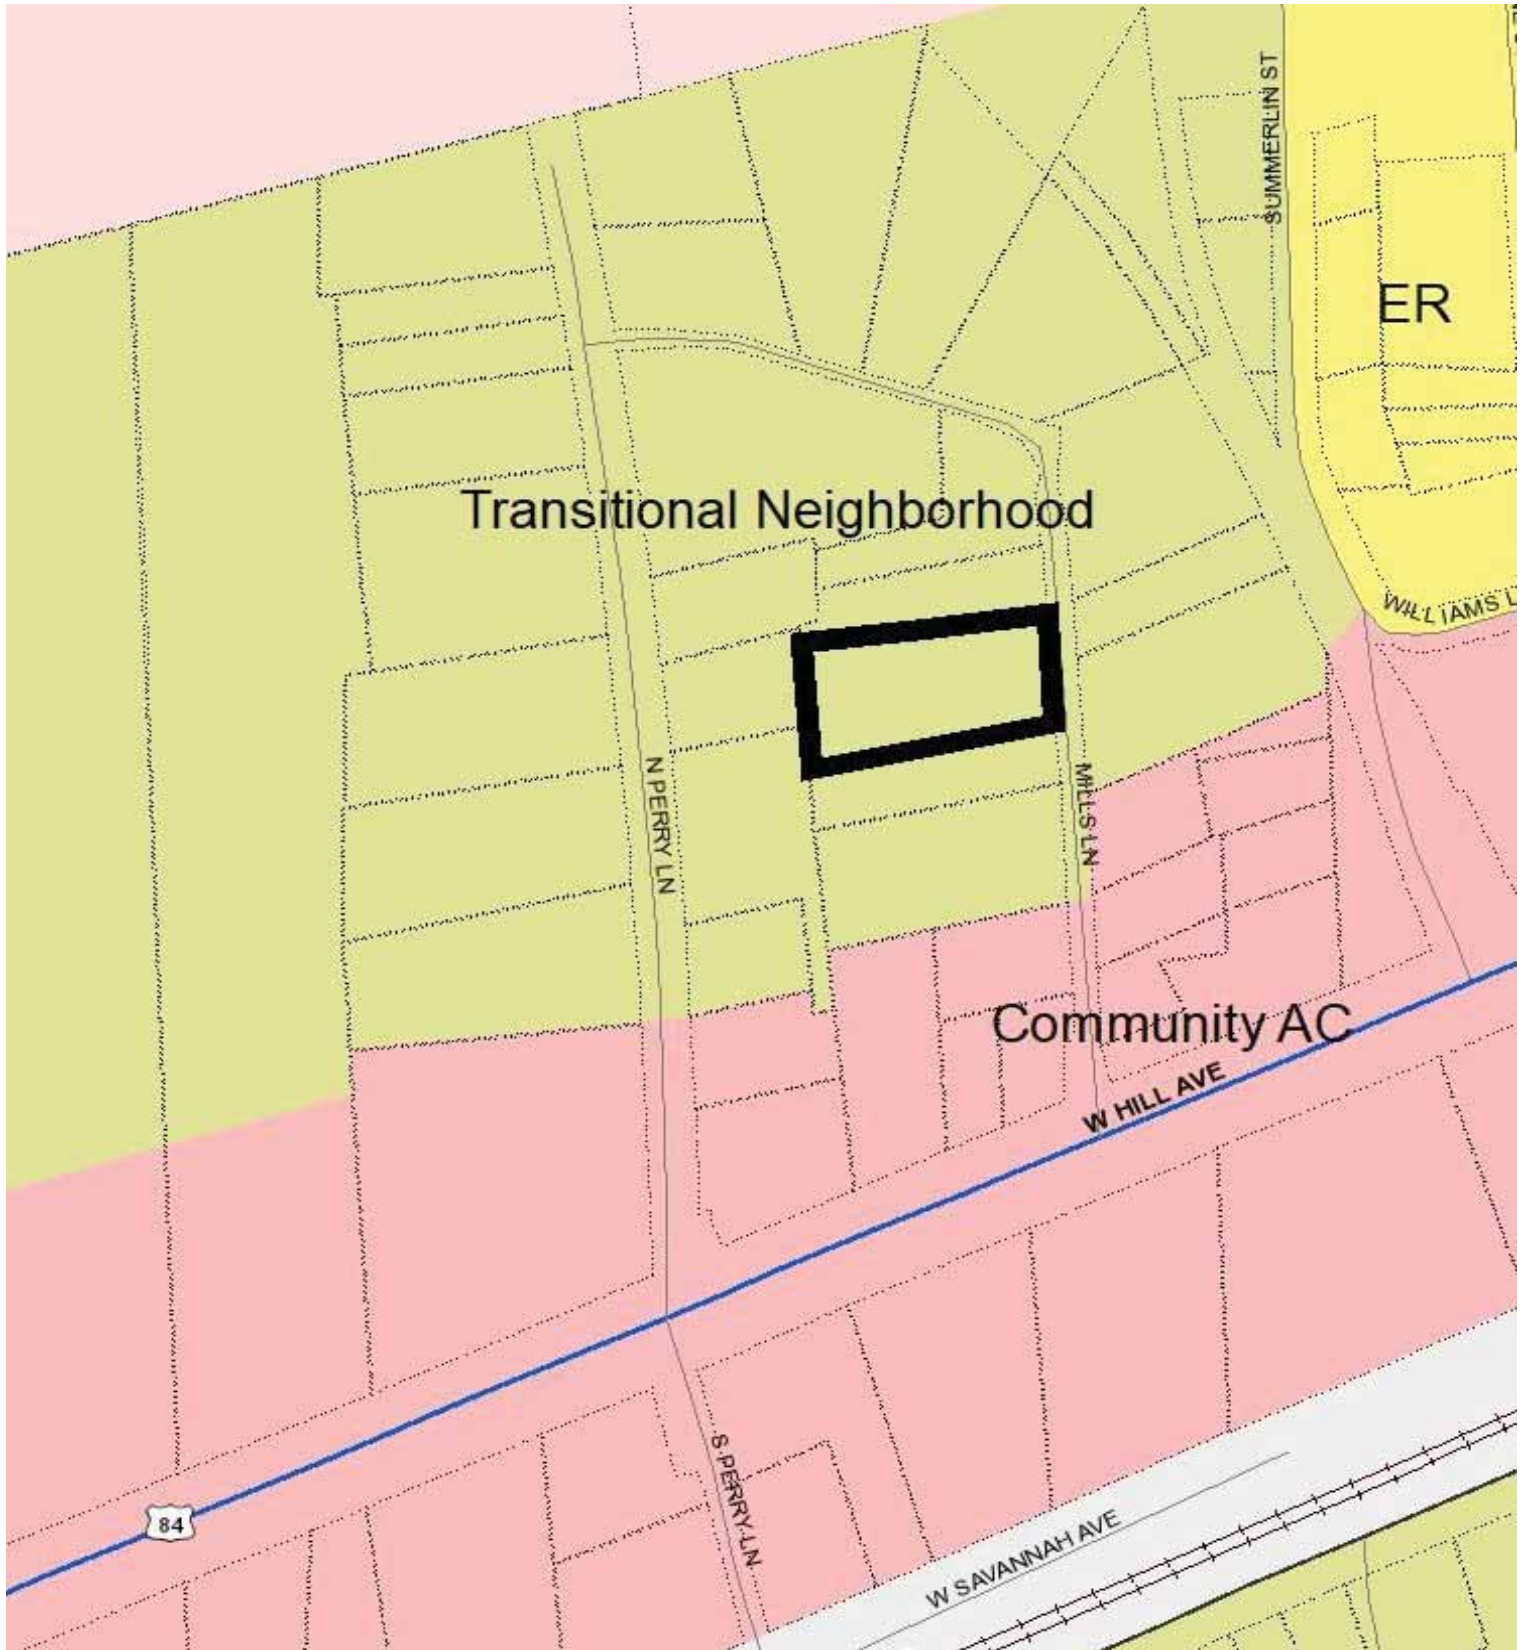 SUMMERLIN ST
ER
Transitional Neighborhood
WILLIAMS L
N PERRY LN
MILLS LN
Community AC
W HILL AVE
84
S PERRY LN
W SAVANNAH AVE